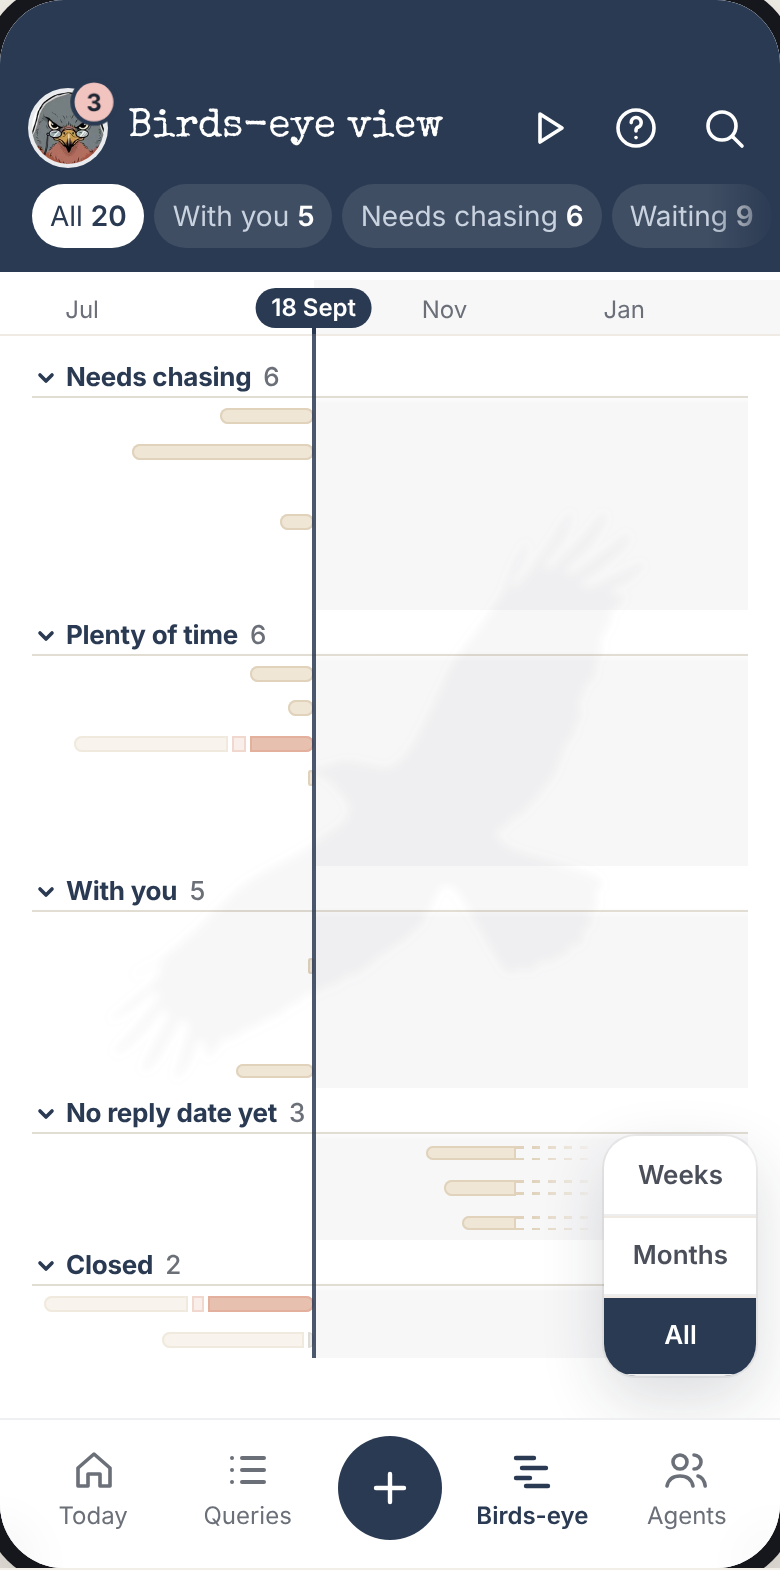 3
Birds-eye view
All 20
With you 5
Needs chasing 6
Waiting 9
Jul
18 Sept
Nov
Jan
Needs chasing 6
Plenty of time 6
With you 5
No reply date yet 3
Closed 2
Weeks
Months
All
Today
Queries
Birds-eye
Agents